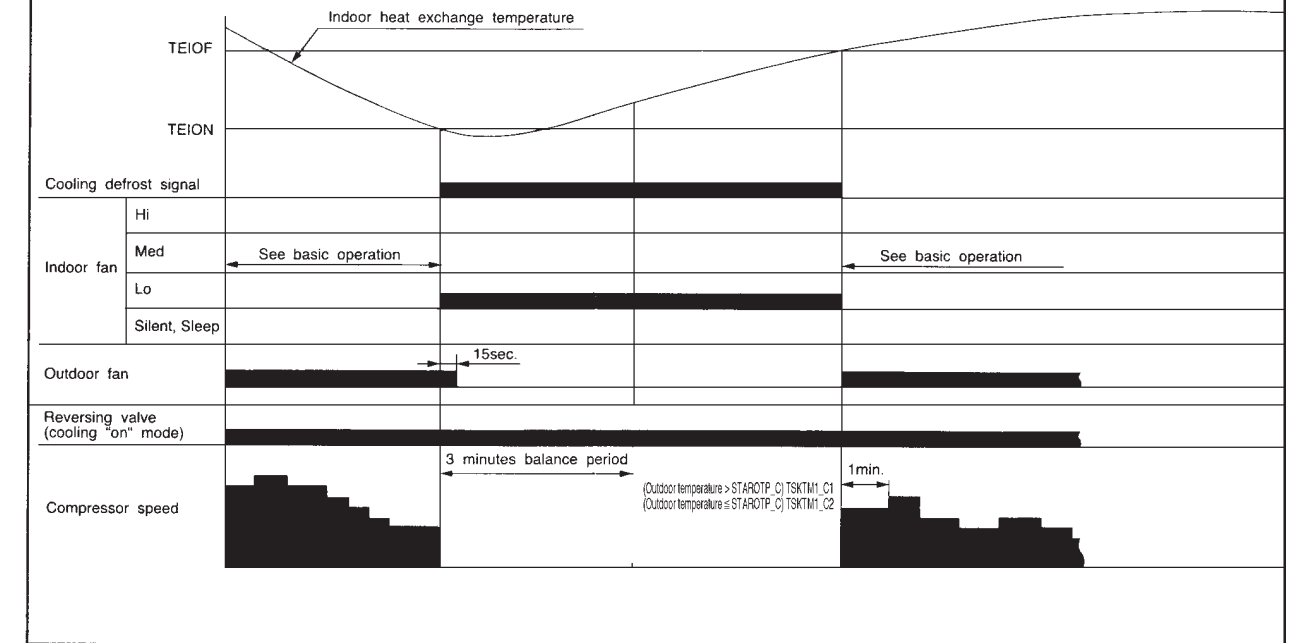 Indoor heat exchange temperature
TEIOF
TEION
Cooling defrost signal
Indoor fan
Hi
Med
Lo
Silent, Sleep
See basic operation
See basic operation
Outdoor fan
15sec.
Reversing valve
(cooling "on" mode)
3 minutes balance period
Compressor speed
(Outdoor temperature > STAROTP_C) TSKTM1_C1
(Outdoor temperature ≦ STAROTP_C) TSKTM1_C2
1min.